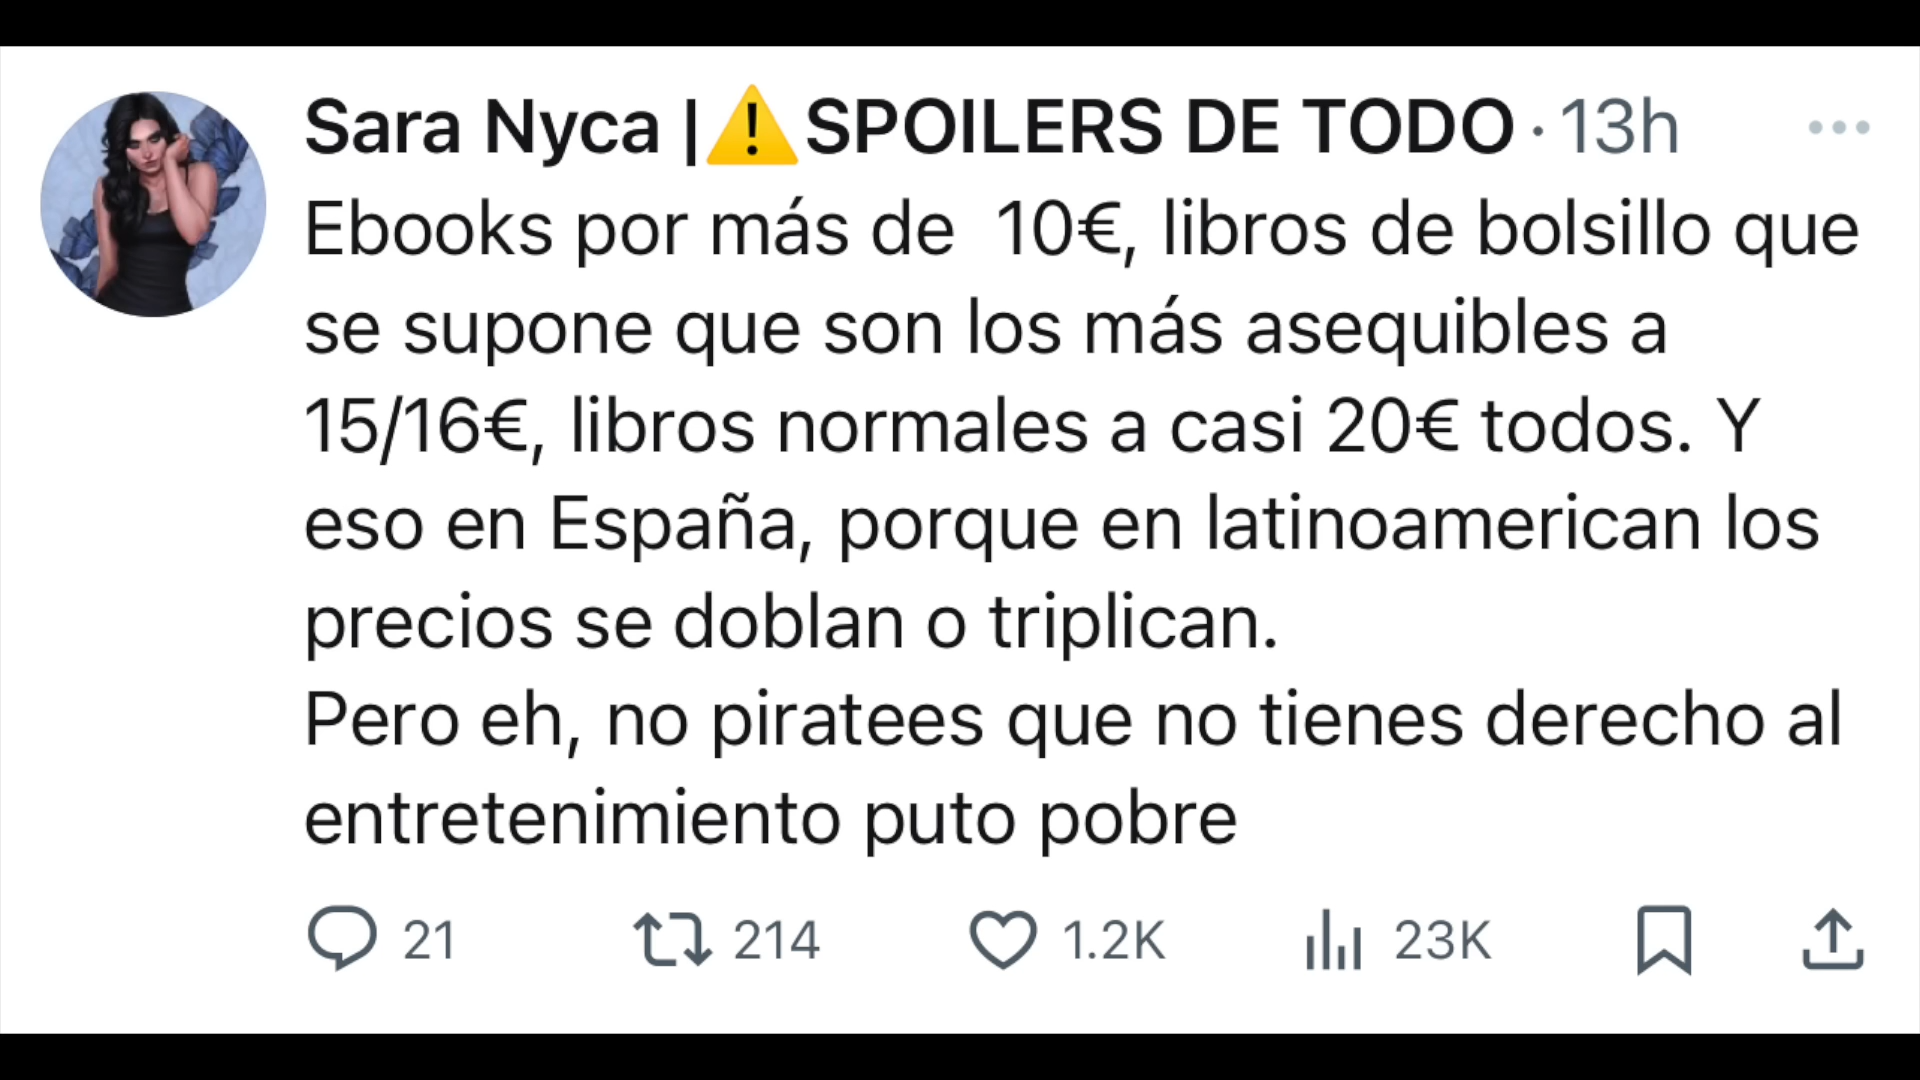 Sara Nyca |⚠️SPOILERS DE TODO · 13h
Ebooks por más de  10€, libros de bolsillo que
se supone que son los más asequibles a
15/16€, libros normales a casi 20€ todos. Y
eso en España, porque en latinoamerican los
precios se doblan o triplican.
Pero eh, no piratees que no tienes derecho al
entretenimiento puto pobre
21 214 1.2K 23K